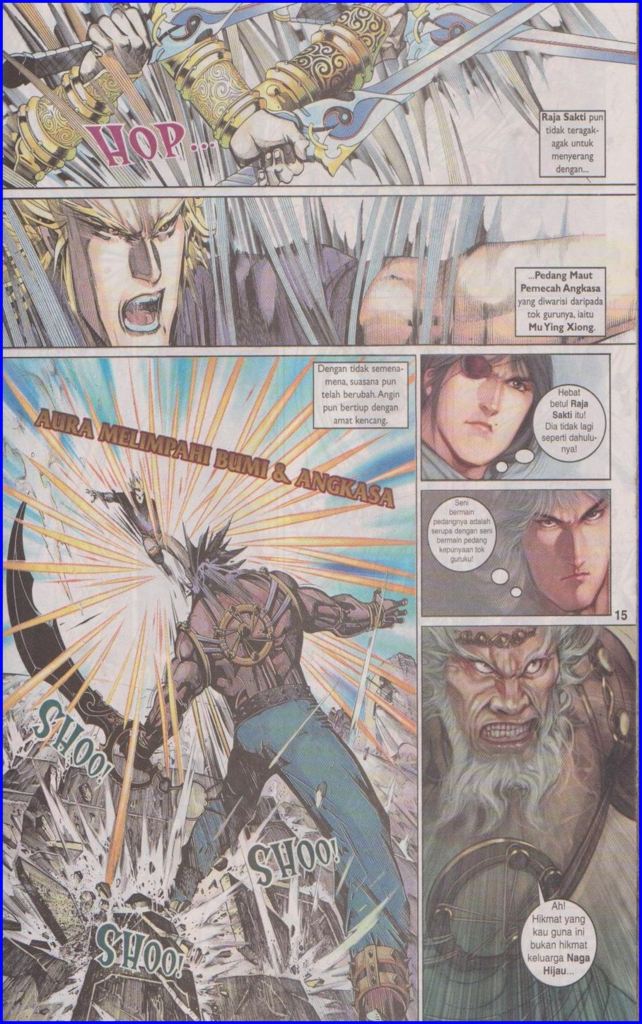 HOP...
Raja Sakti pun
tidak teragak-
agak untuk
menyerang
dengan...
...Pedang Maut
Pemecah Angkasa
yang diwarisi daripada
tok gurunya, iaitu
Mu Ying Xiong.
Dengan tidak semena-
mena, suasana pun
telah berubah. Angin
pun bertiup dengan
amat kencang.
AURA MELIMPAHI BUMI & ANGKASA
Hebat
betul Raja
Sakti itu!
Dia tidak lagi
seperti dahulu-
nya!
Seni
bermain
pedangnya adalah
serupa dengan seni
bermain pedang
kepunyaan tok
guruku!
15
SHOO!
SHOO!
SHOO!
Ah!
Hikmat yang
kau guna ini
bukan hikmat
keluarga Naga
Hijau...